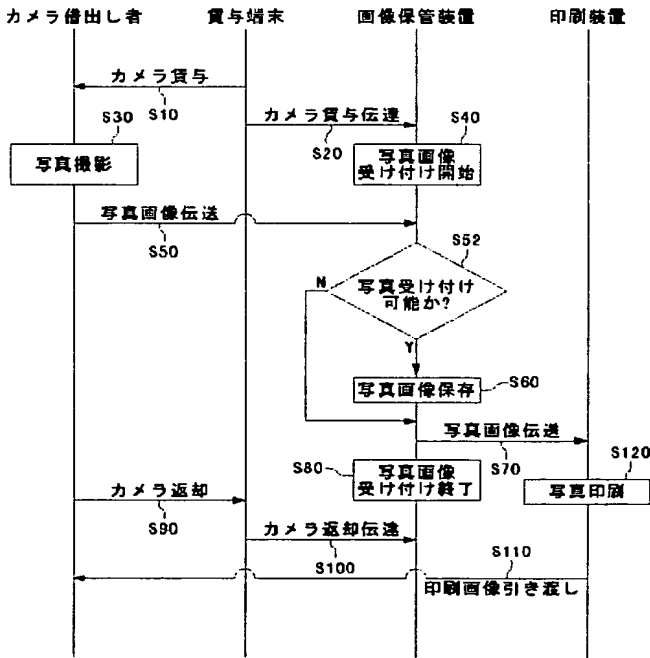 カメラ借出し者
貸与端末
画像保管装置
印刷装置
カメラ貸与
S10
カメラ貸与伝達
S20
S30
写真撮影
S40
写真画像
受け付け開始
写真画像伝送
S50
S52
写真受け付け
可能か?
N
Y
写真画像保存
S60
写真画像伝送
S70
S80
写真画像
受け付け終了
S120
写真印刷
カメラ返却
S90
カメラ返却伝達
S100
S110
印刷画像引き渡し